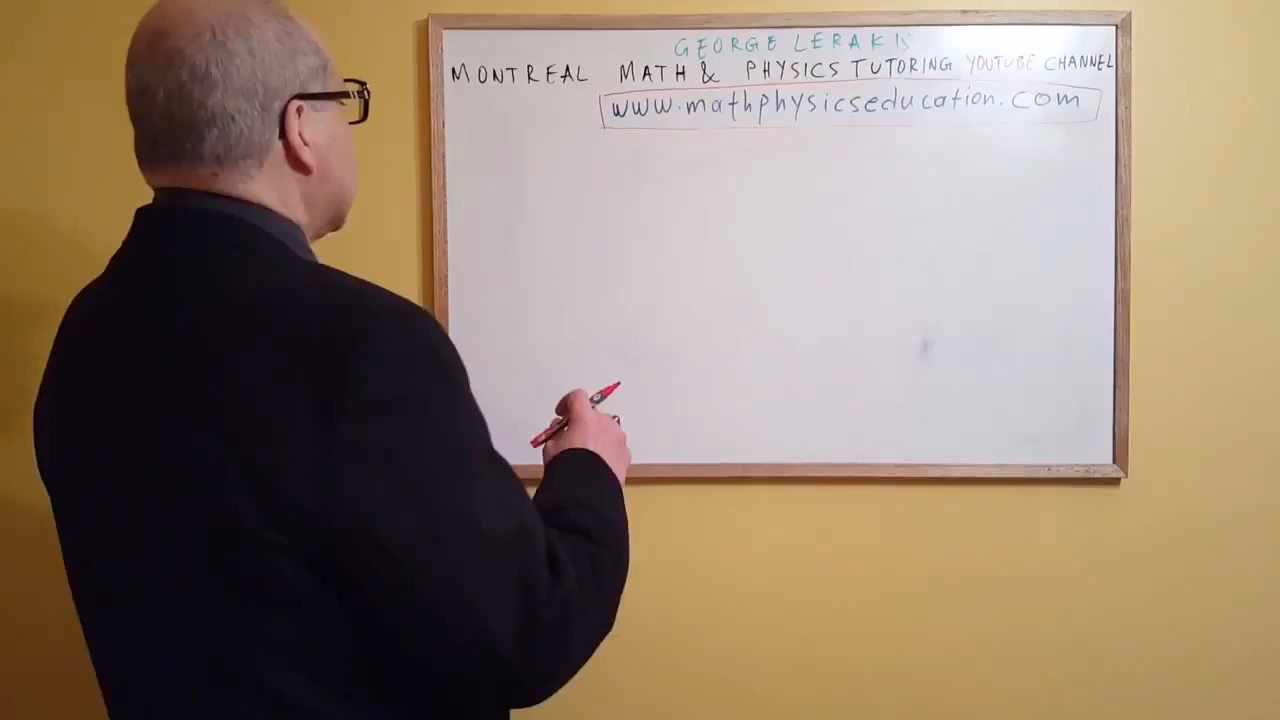 GEORGE LERAKIS
MONTREAL MATH & PHYSICS TUTORING YOUTUBE CHANNEL
www.mathphysicseducation.com